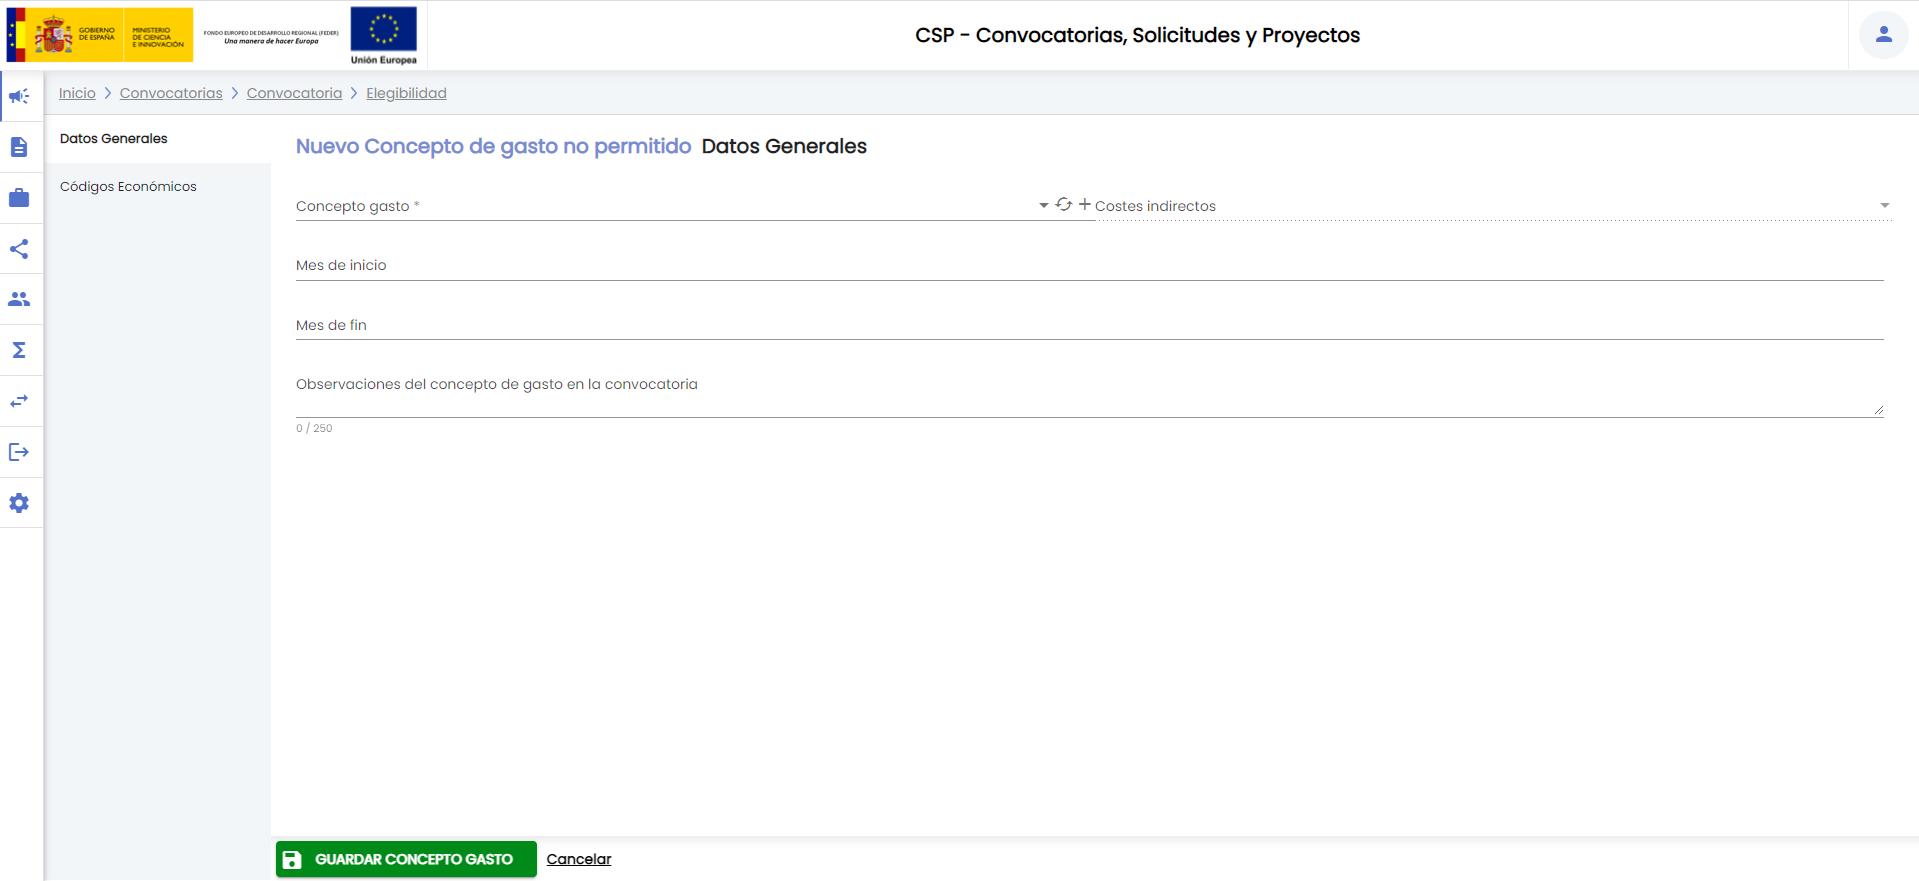 GOBIERNO
DE ESPAÑA
MINISTERIO
DE CIENCIA
E INNOVACIÓN
FONDO EUROPEO DE DESARROLLO REGIONAL (FEDER)
Una manera de hacer Europa
Unión Europea
CSP - Convocatorias, Solicitudes y Proyectos
Inicio > Convocatorias > Convocatoria > Elegibilidad
Datos Generales
Códigos Económicos
Nuevo Concepto de gasto no permitido Datos Generales
Concepto gasto *
Costes indirectos
Mes de inicio
Mes de fin
Observaciones del concepto de gasto en la convocatoria
0 / 250
GUARDAR CONCEPTO GASTO
Cancelar